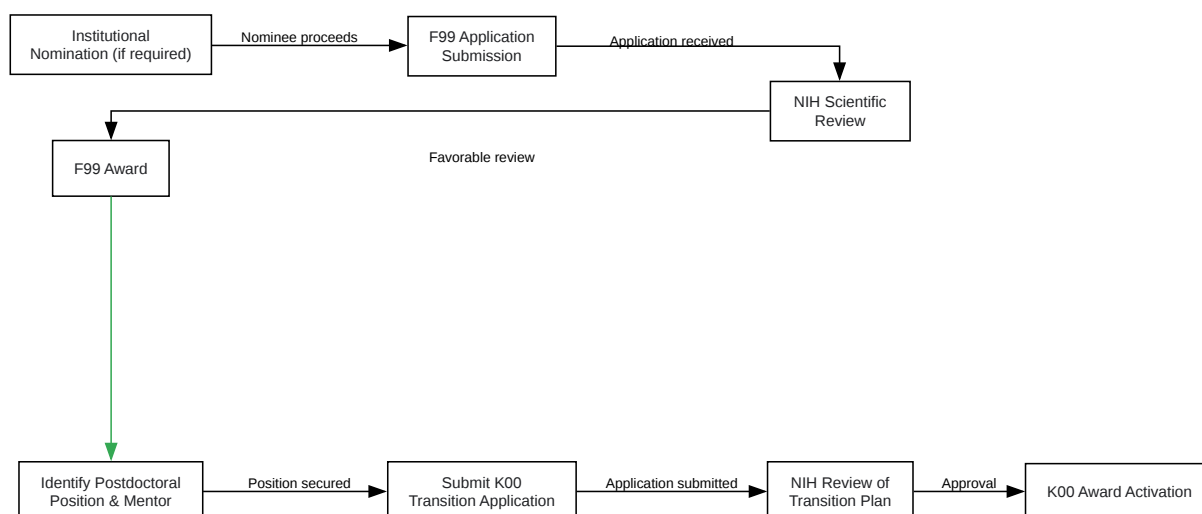 Institutional
Nomination (if required)
Nominee proceeds
F99 Application
Submission
Application received
NIH Scientific
Review
Favorable review
F99 Award
Identify Postdoctoral
Position & Mentor
Position secured
Submit K00
Transition Application
Application submitted
NIH Review of
Transition Plan
Approval
K00 Award Activation